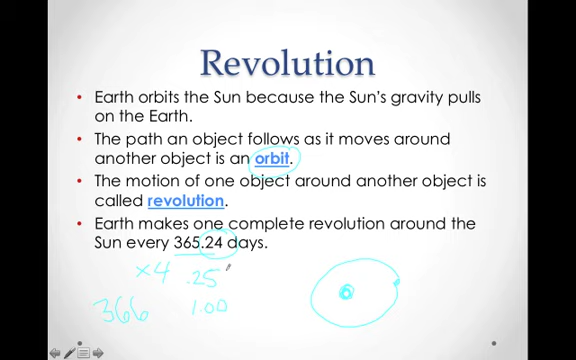 Revolution
• Earth orbits the Sun because the Sun's gravity pulls
on the Earth.
• The path an object follows as it moves around
another object is an orbit.
• The motion of one object around another object is
called revolution.
• Earth makes one complete revolution around the
Sun every 365.24 days.
×4 .25
366 1.00